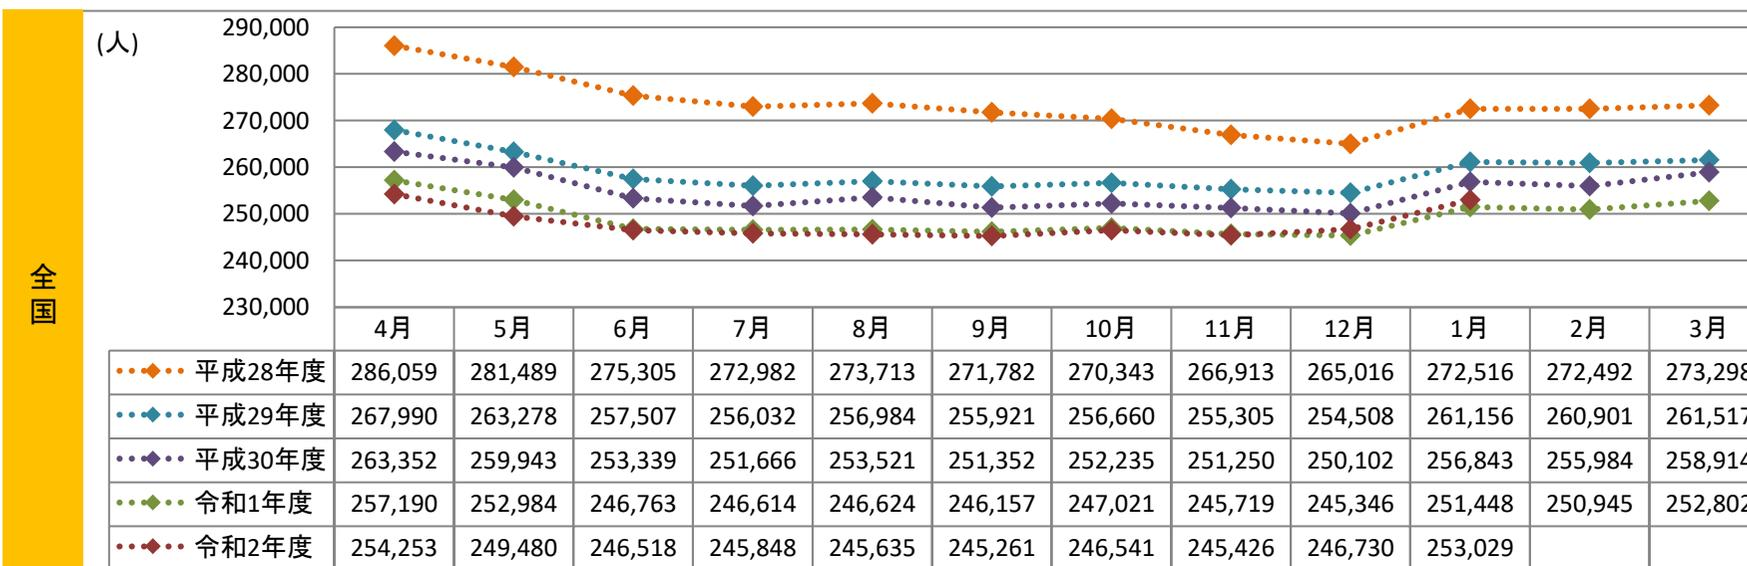 全
国
(人)
290,000
280,000
270,000
260,000
250,000
240,000
230,000
4月 5月 6月 7月 8月 9月 10月 11月 12月 1月 2月 3月
平成28年度 286,059 281,489 275,305 272,982 273,713 271,782 270,343 266,913 265,016 272,516 272,492 273,298
平成29年度 267,990 263,278 257,507 256,032 256,984 255,921 256,660 255,305 254,508 261,156 260,901 261,517
平成30年度 263,352 259,943 253,339 251,666 253,521 251,352 252,235 251,250 250,102 256,843 255,984 258,914
令和1年度 257,190 252,984 246,763 246,614 246,624 246,157 247,021 245,719 245,346 251,448 250,945 252,802
令和2年度 254,253 249,480 246,518 245,848 245,635 245,261 246,541 245,426 246,730 253,029